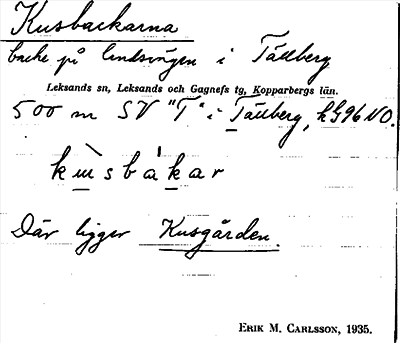 Kusbackarna
backe på landsvägen i Tällberg
Leksands sn, Leksands och Gagnefs tg, Kopparbergs län.
500 m SV "T" i Tällberg, k G96 NO.
kusbakar
Där ligger Kusgården.
ERIK M. CARLSSON, 1935.